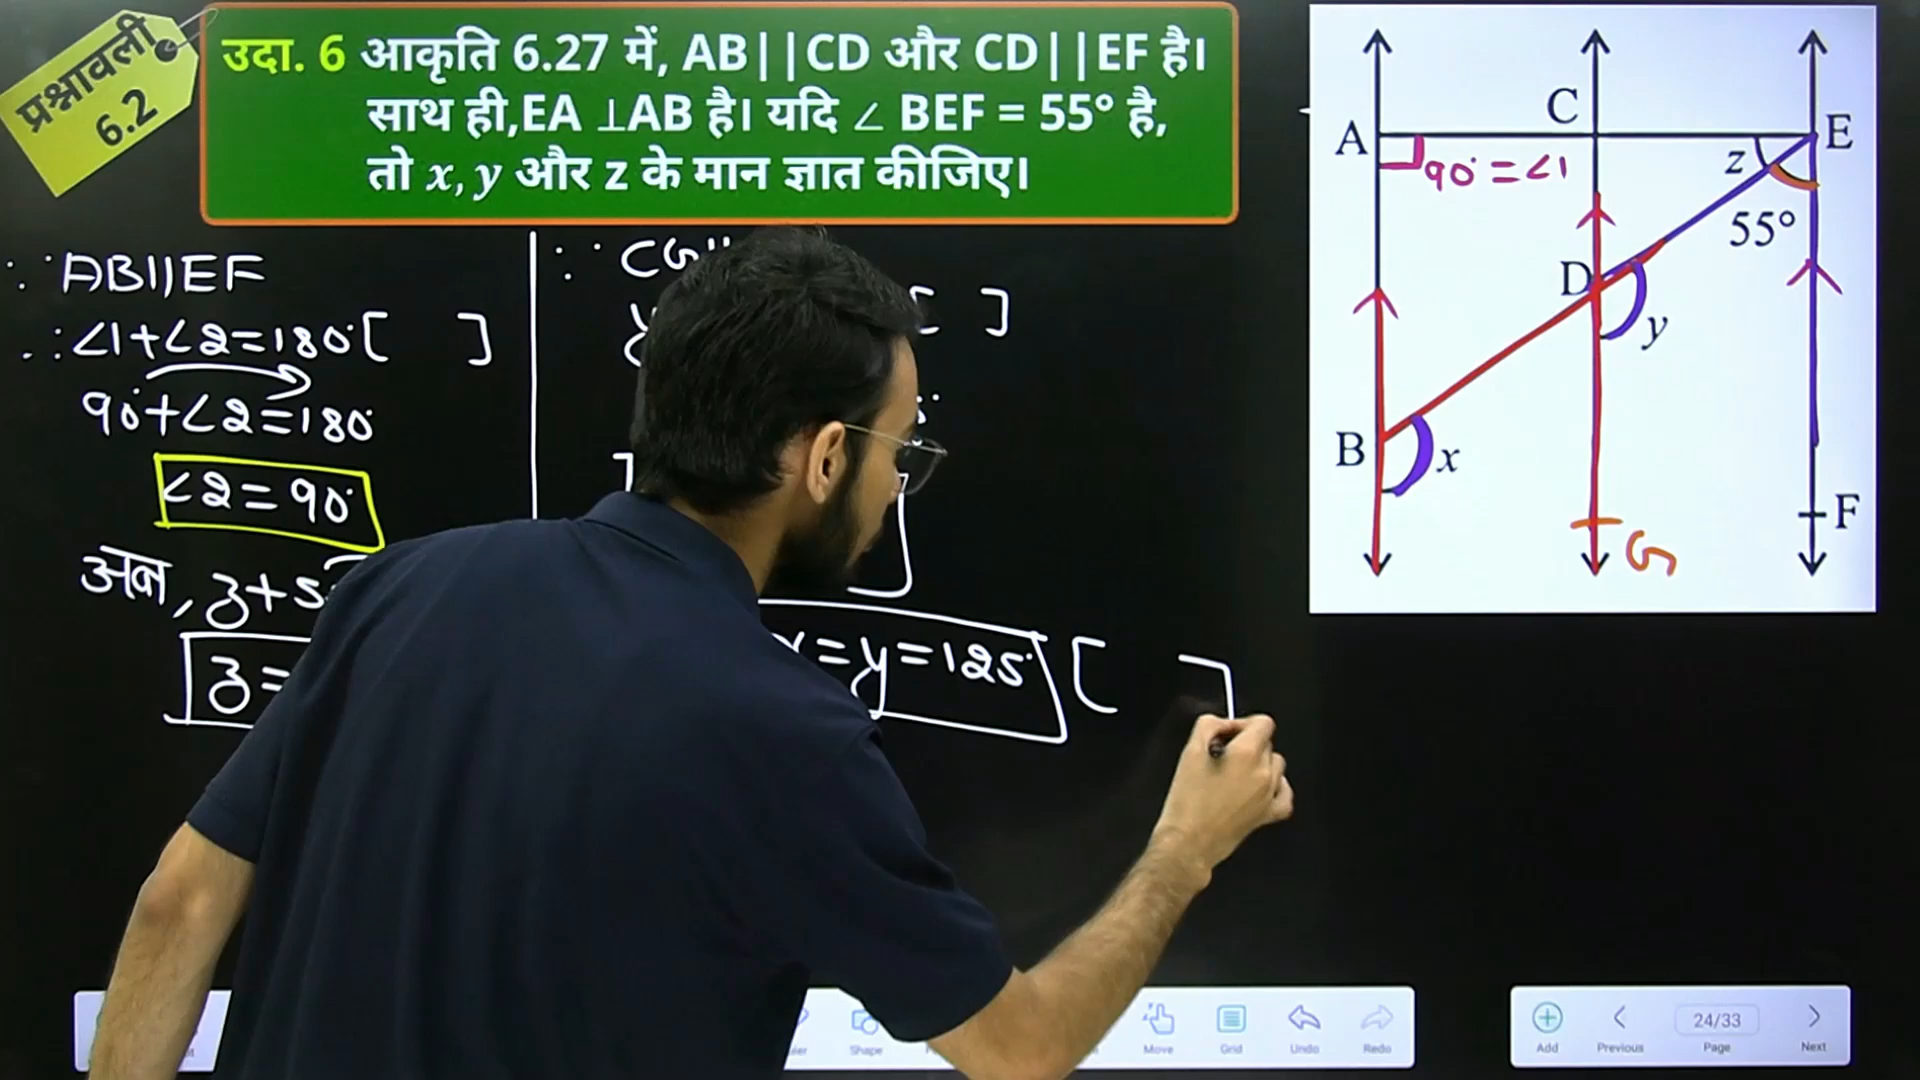 प्रश्नावली
6.2
उदा. 6 आकृति 6.27 में, AB||CD और CD||EF है।
साथ ही,EA ⊥AB है। यदि ∠ BEF = 55° है,
तो x, y और z के मान ज्ञात कीजिए।
∵ AB||EF
∴ ∠1+∠2=180° [ ]
90°+∠2=180°
∠2=90°
अब, z+5
z=
∵ CG||
[ ]
x=y=125° [ ]
A
C
E
90°=∠1
z
55°
D
y
B
x
F
G
Shape
Move
Grid
Undo
Redo
Add
Previous
24/33
Page
Next